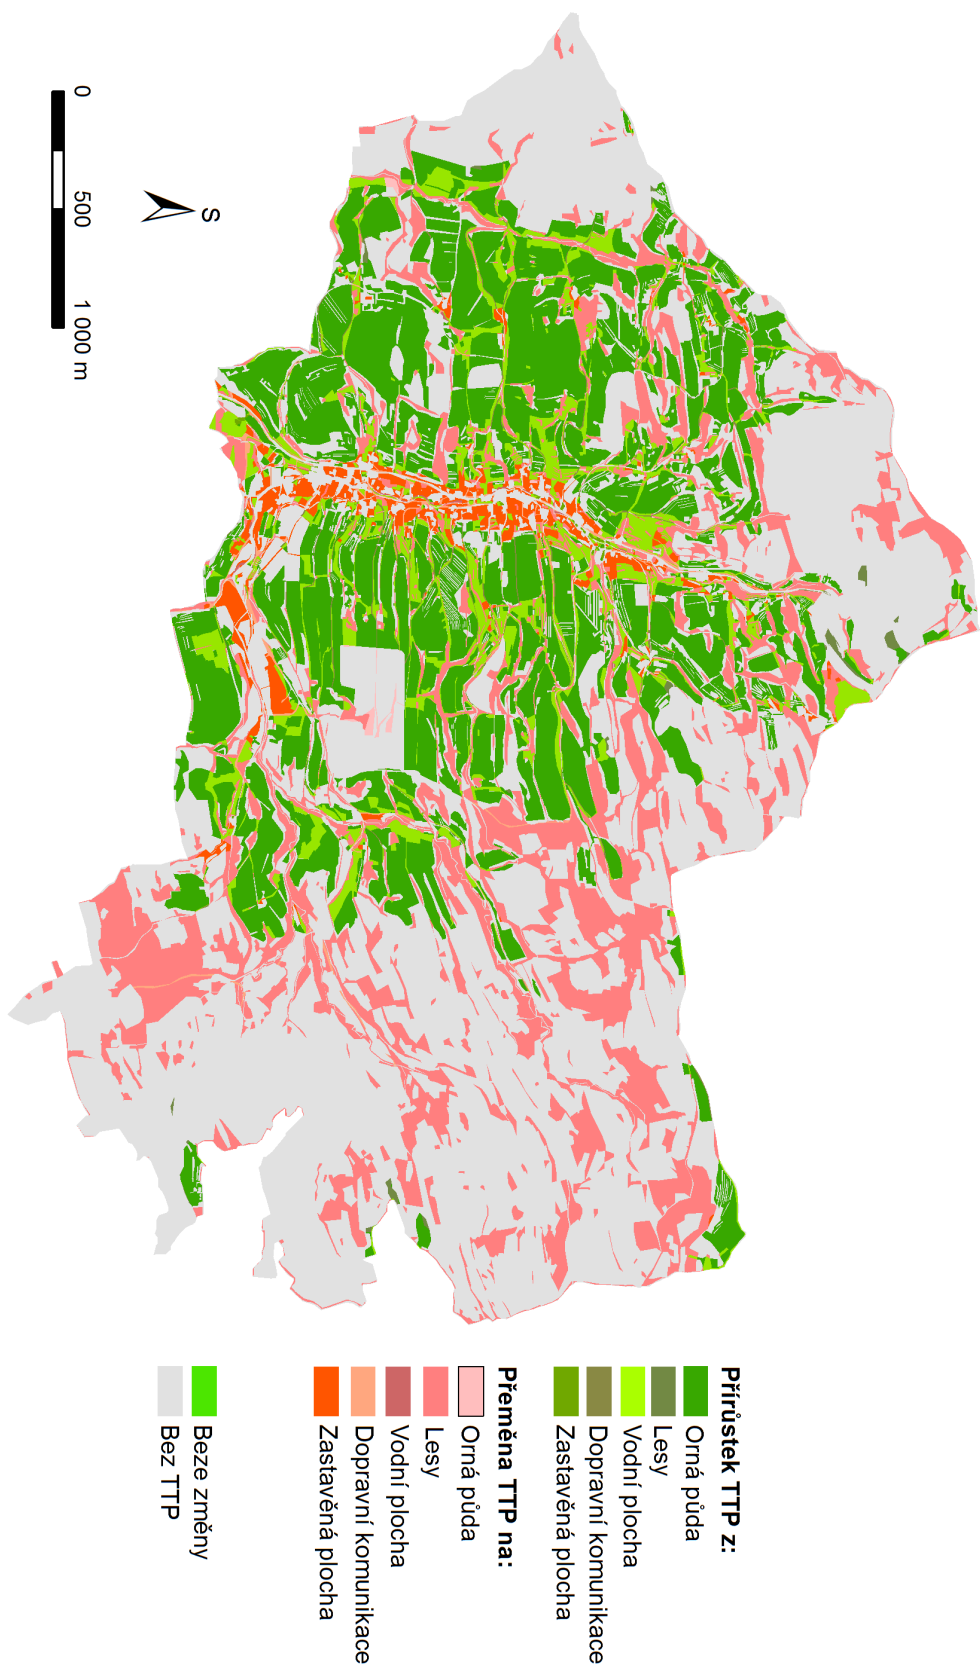 Přírůstek TTP z:
Orná půda
Lesy
Vodní plocha
Dopravní komunikace
Zastavěná plocha
Přeměna TTP na:
Orná půda
Lesy
Vodní plocha
Dopravní komunikace
Zastavěná plocha
Beze změny
Bez TTP
S
0 500 1 000 m